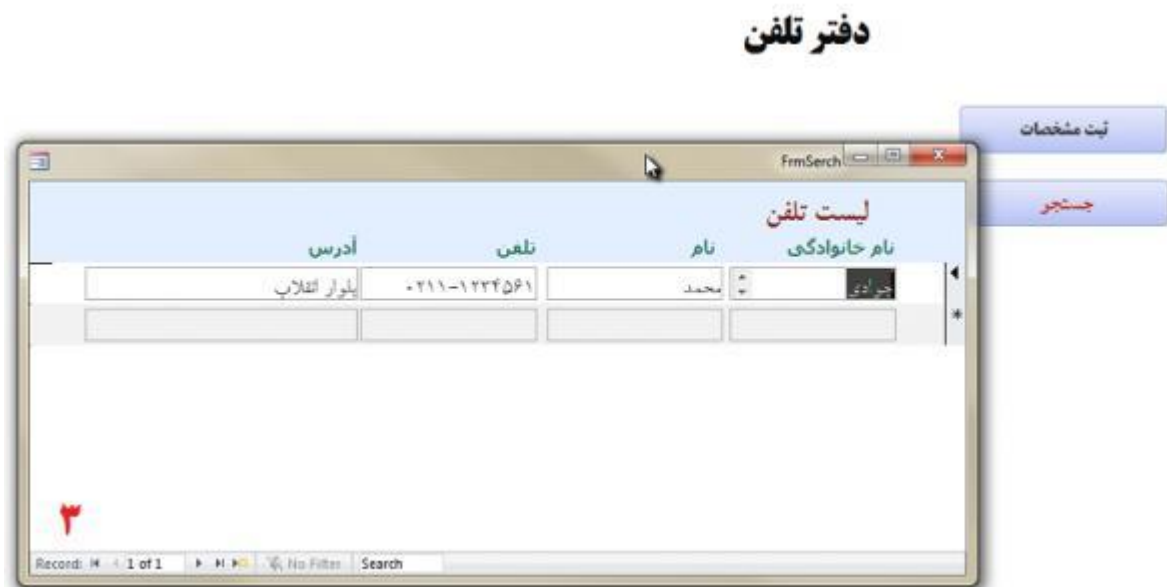 دفتر تلفن
ثبت مشخصات
جستجو
FrmSerch
لیست تلفن
نام خانوادگی نام تلفن آدرس
جوادی محمد ۰۲۱۱-۱۲۳۴۵۶۱ بلوار انقلاب
*
۳
Record: 1 of 1 No Filter Search